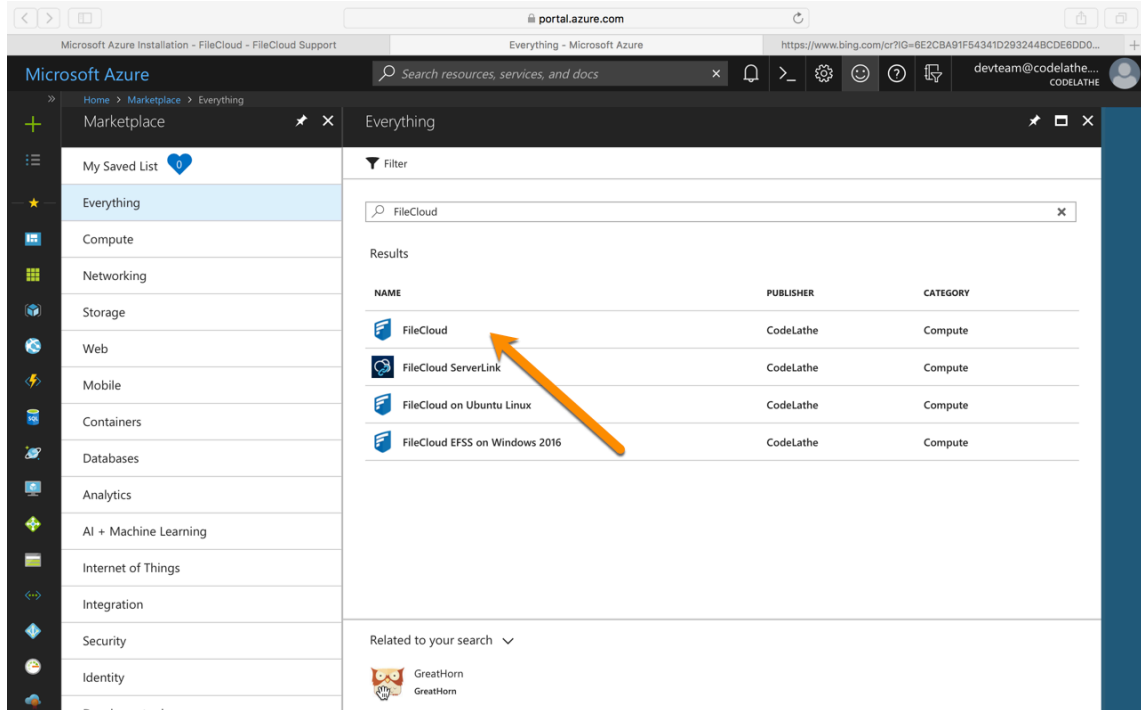 portal.azure.com
Microsoft Azure Installation - FileCloud - FileCloud Support
Everything - Microsoft Azure
https://www.bing.com/cr?IG=6E2CBA91F54341D293244BCDE6DD0...
Microsoft Azure
Search resources, services, and docs
devteam@codelathe....
CODELATHE
Home > Marketplace > Everything
Marketplace
Everything
My Saved List 0
Everything
Compute
Networking
Storage
Web
Mobile
Containers
Databases
Analytics
AI + Machine Learning
Internet of Things
Integration
Security
Identity
Filter
FileCloud
Results
NAME PUBLISHER CATEGORY
FileCloud CodeLathe Compute
FileCloud ServerLink CodeLathe Compute
FileCloud on Ubuntu Linux CodeLathe Compute
FileCloud EFSS on Windows 2016 CodeLathe Compute
Related to your search
GreatHorn
GreatHorn